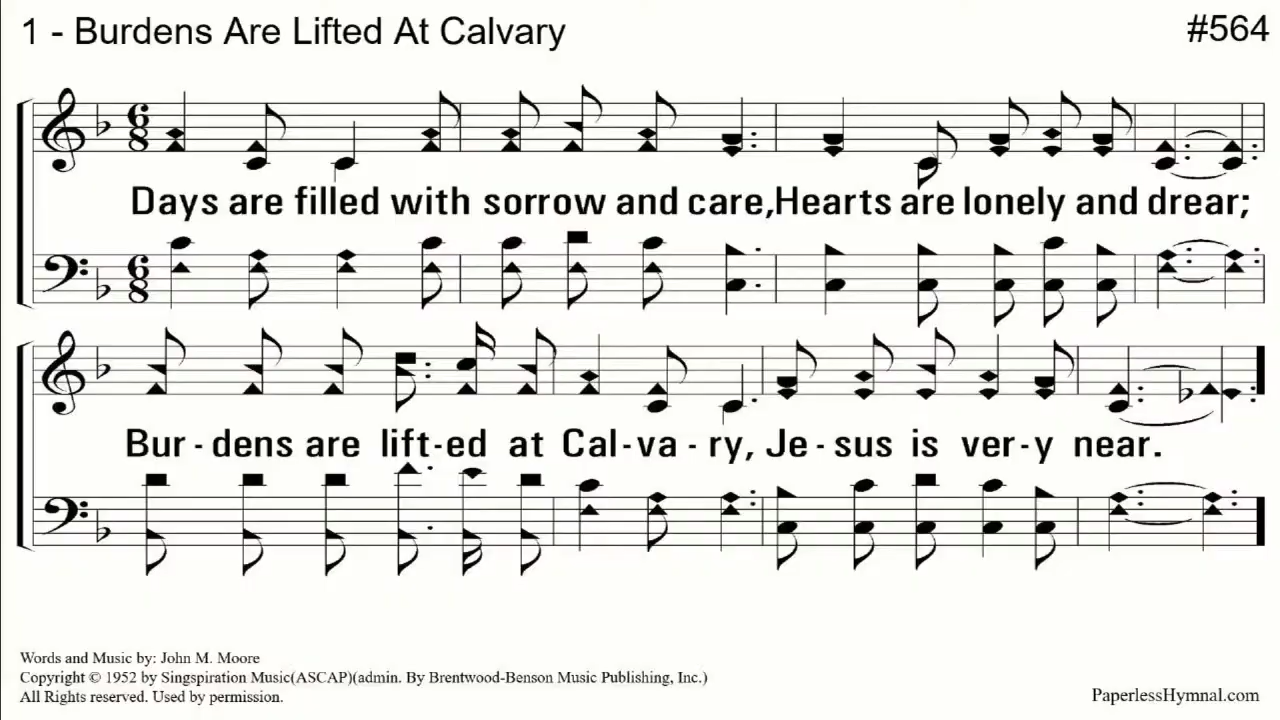 1 - Burdens Are Lifted At Calvary #564
Days are filled with sorrow and care, Hearts are lonely and drear;
Bur - dens are lift - ed at Cal - va - ry, Je - sus is ver - y near.
Words and Music by: John M. Moore
Copyright © 1952 by Singspiration Music(ASCAP)(admin. By Brentwood-Benson Music Publishing, Inc.)
All Rights reserved. Used by permission.
PaperlessHymnal.com